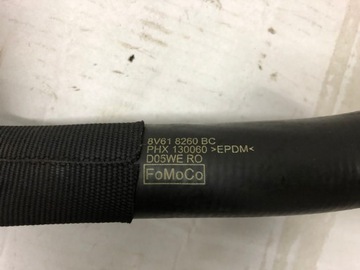 8V61 8260 BC
PHX 130060 >EPDM<
D05WE RO
FoMoCo